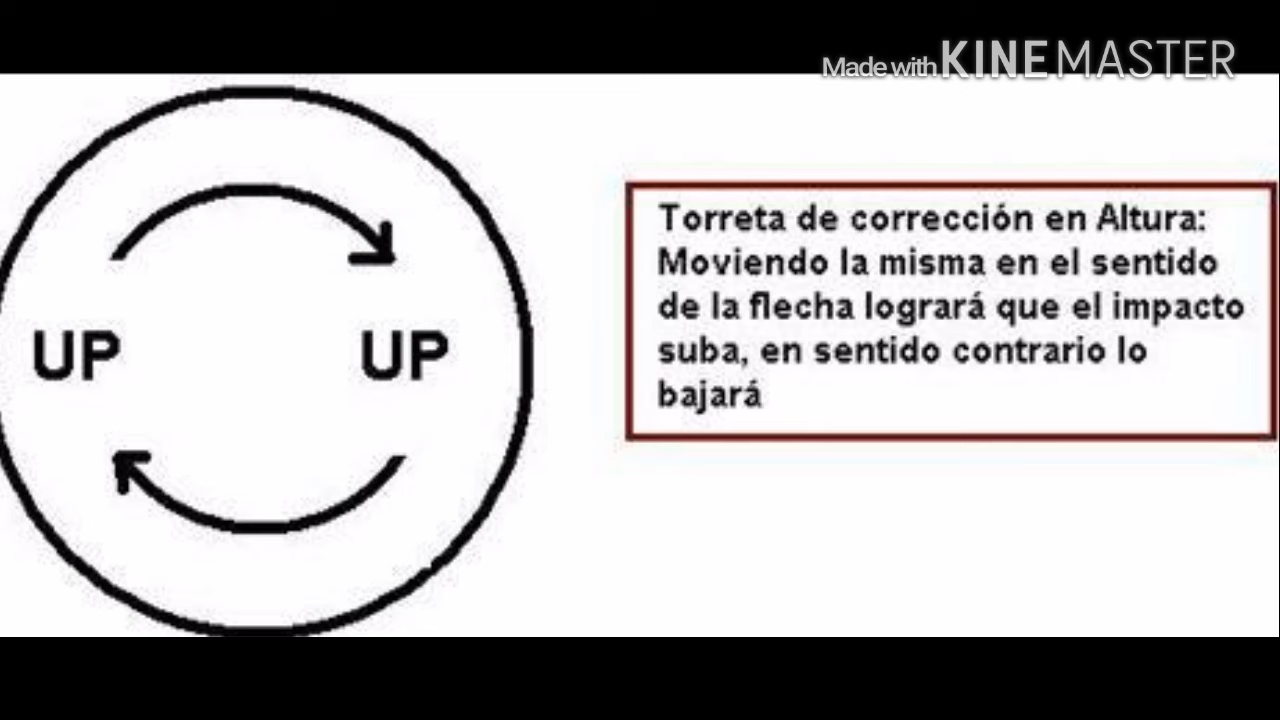 Made with KINEMASTER
Torreta de corrección en Altura:
Moviendo la misma en el sentido
de la flecha logrará que el impacto
suba, en sentido contrario lo
bajará
UP UP